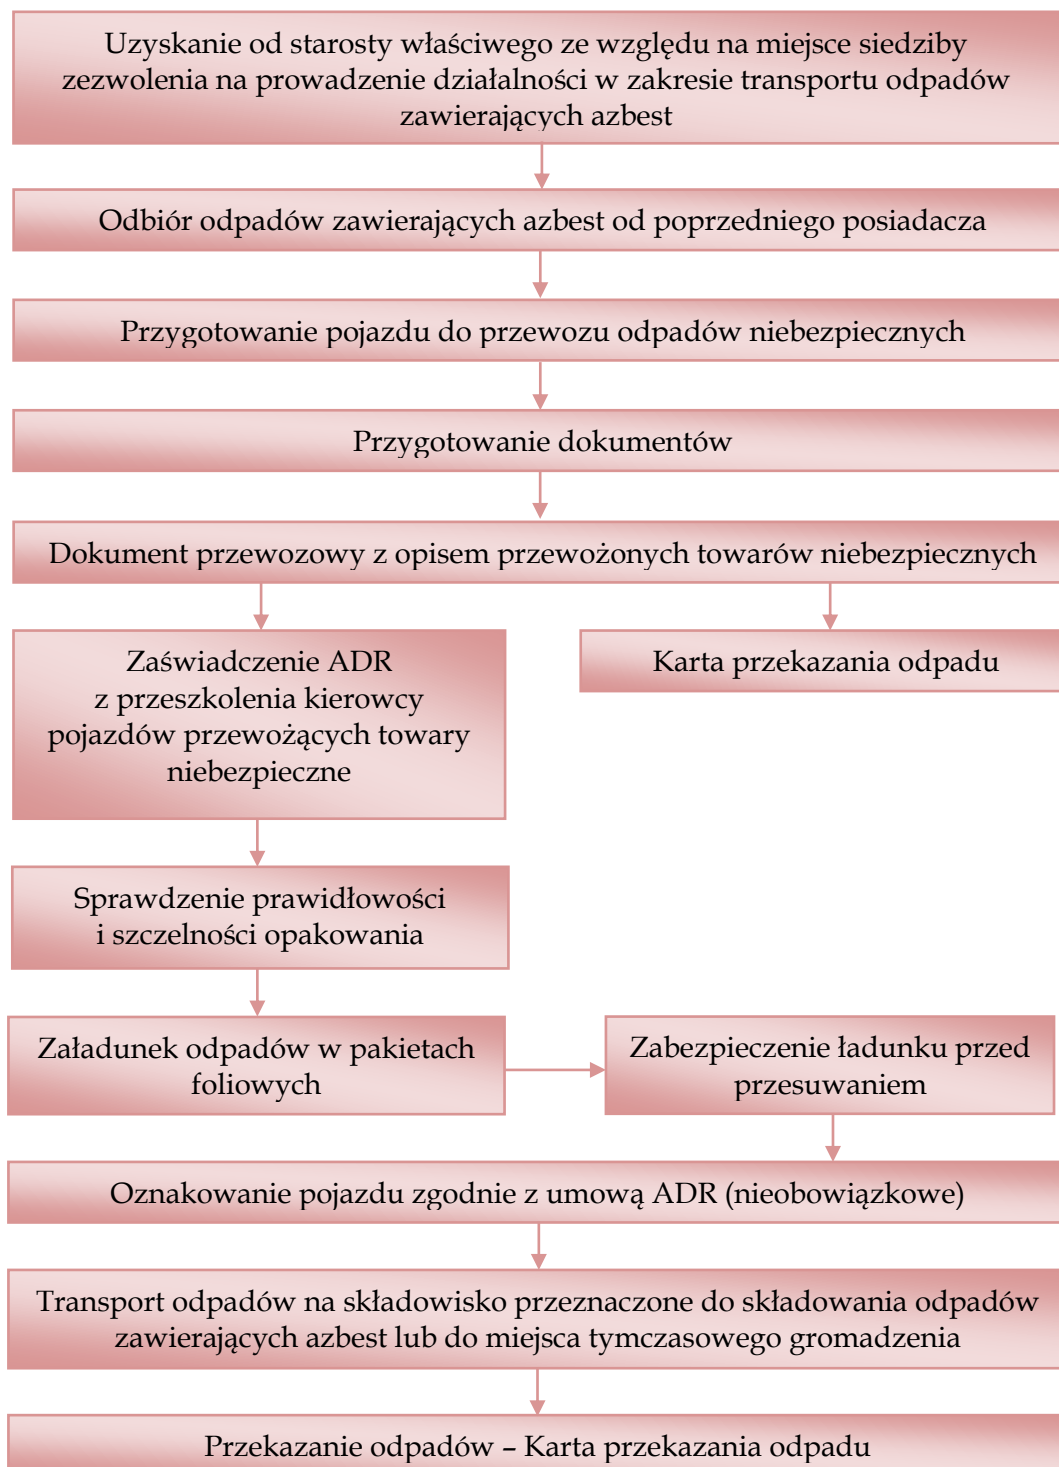 Uzyskanie od starosty właściwego ze względu na miejsce siedziby
zezwolenia na prowadzenie działalności w zakresie transportu odpadów
zawierających azbest
Odbiór odpadów zawierających azbest od poprzedniego posiadacza
Przygotowanie pojazdu do przewozu odpadów niebezpiecznych
Przygotowanie dokumentów
Dokument przewozowy z opisem przewożonych towarów niebezpiecznych
Zaświadczenie ADR
z przeszkolenia kierowcy
pojazdów przewożących towary
niebezpieczne
Karta przekazania odpadu
Sprawdzenie prawidłowości
i szczelności opakowania
Załadunek odpadów w pakietach
foliowych
Zabezpieczenie ładunku przed
przesuwaniem
Oznakowanie pojazdu zgodnie z umową ADR (nieobowiązkowe)
Transport odpadów na składowisko przeznaczone do składowania odpadów
zawierających azbest lub do miejsca tymczasowego gromadzenia
Przekazanie odpadów – Karta przekazania odpadu